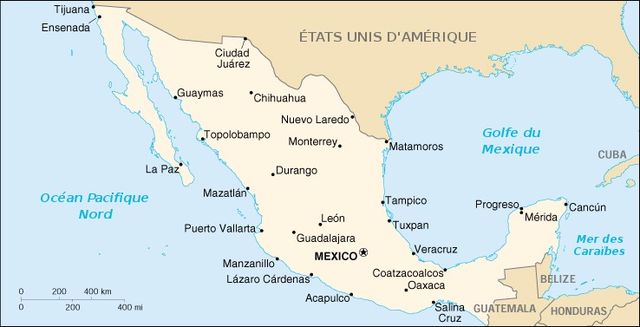 Tijuana
Ensenada
Ciudad
Juárez
ÉTATS UNIS D'AMÉRIQUE
Guaymas
Chihuahua
Nuevo Laredo
Topolobampo
Monterrey
Matamoros
Golfe du
Mexique
CUBA
La Paz
Durango
Océan Pacifique
Nord
Mazatlán
Tampico
Progreso
Cancún
Mérida
León
Tuxpan
Puerto Vallarta
Guadalajara
Mer des
Caraïbes
MEXICO
Veracruz
Manzanillo
Coatzacoalcos
BELIZE
Lázaro Cárdenas
Oaxaca
Acapulco
Salina
Cruz
GUATEMALA
HONDURAS
0 200 400 km
0 200 400 mi